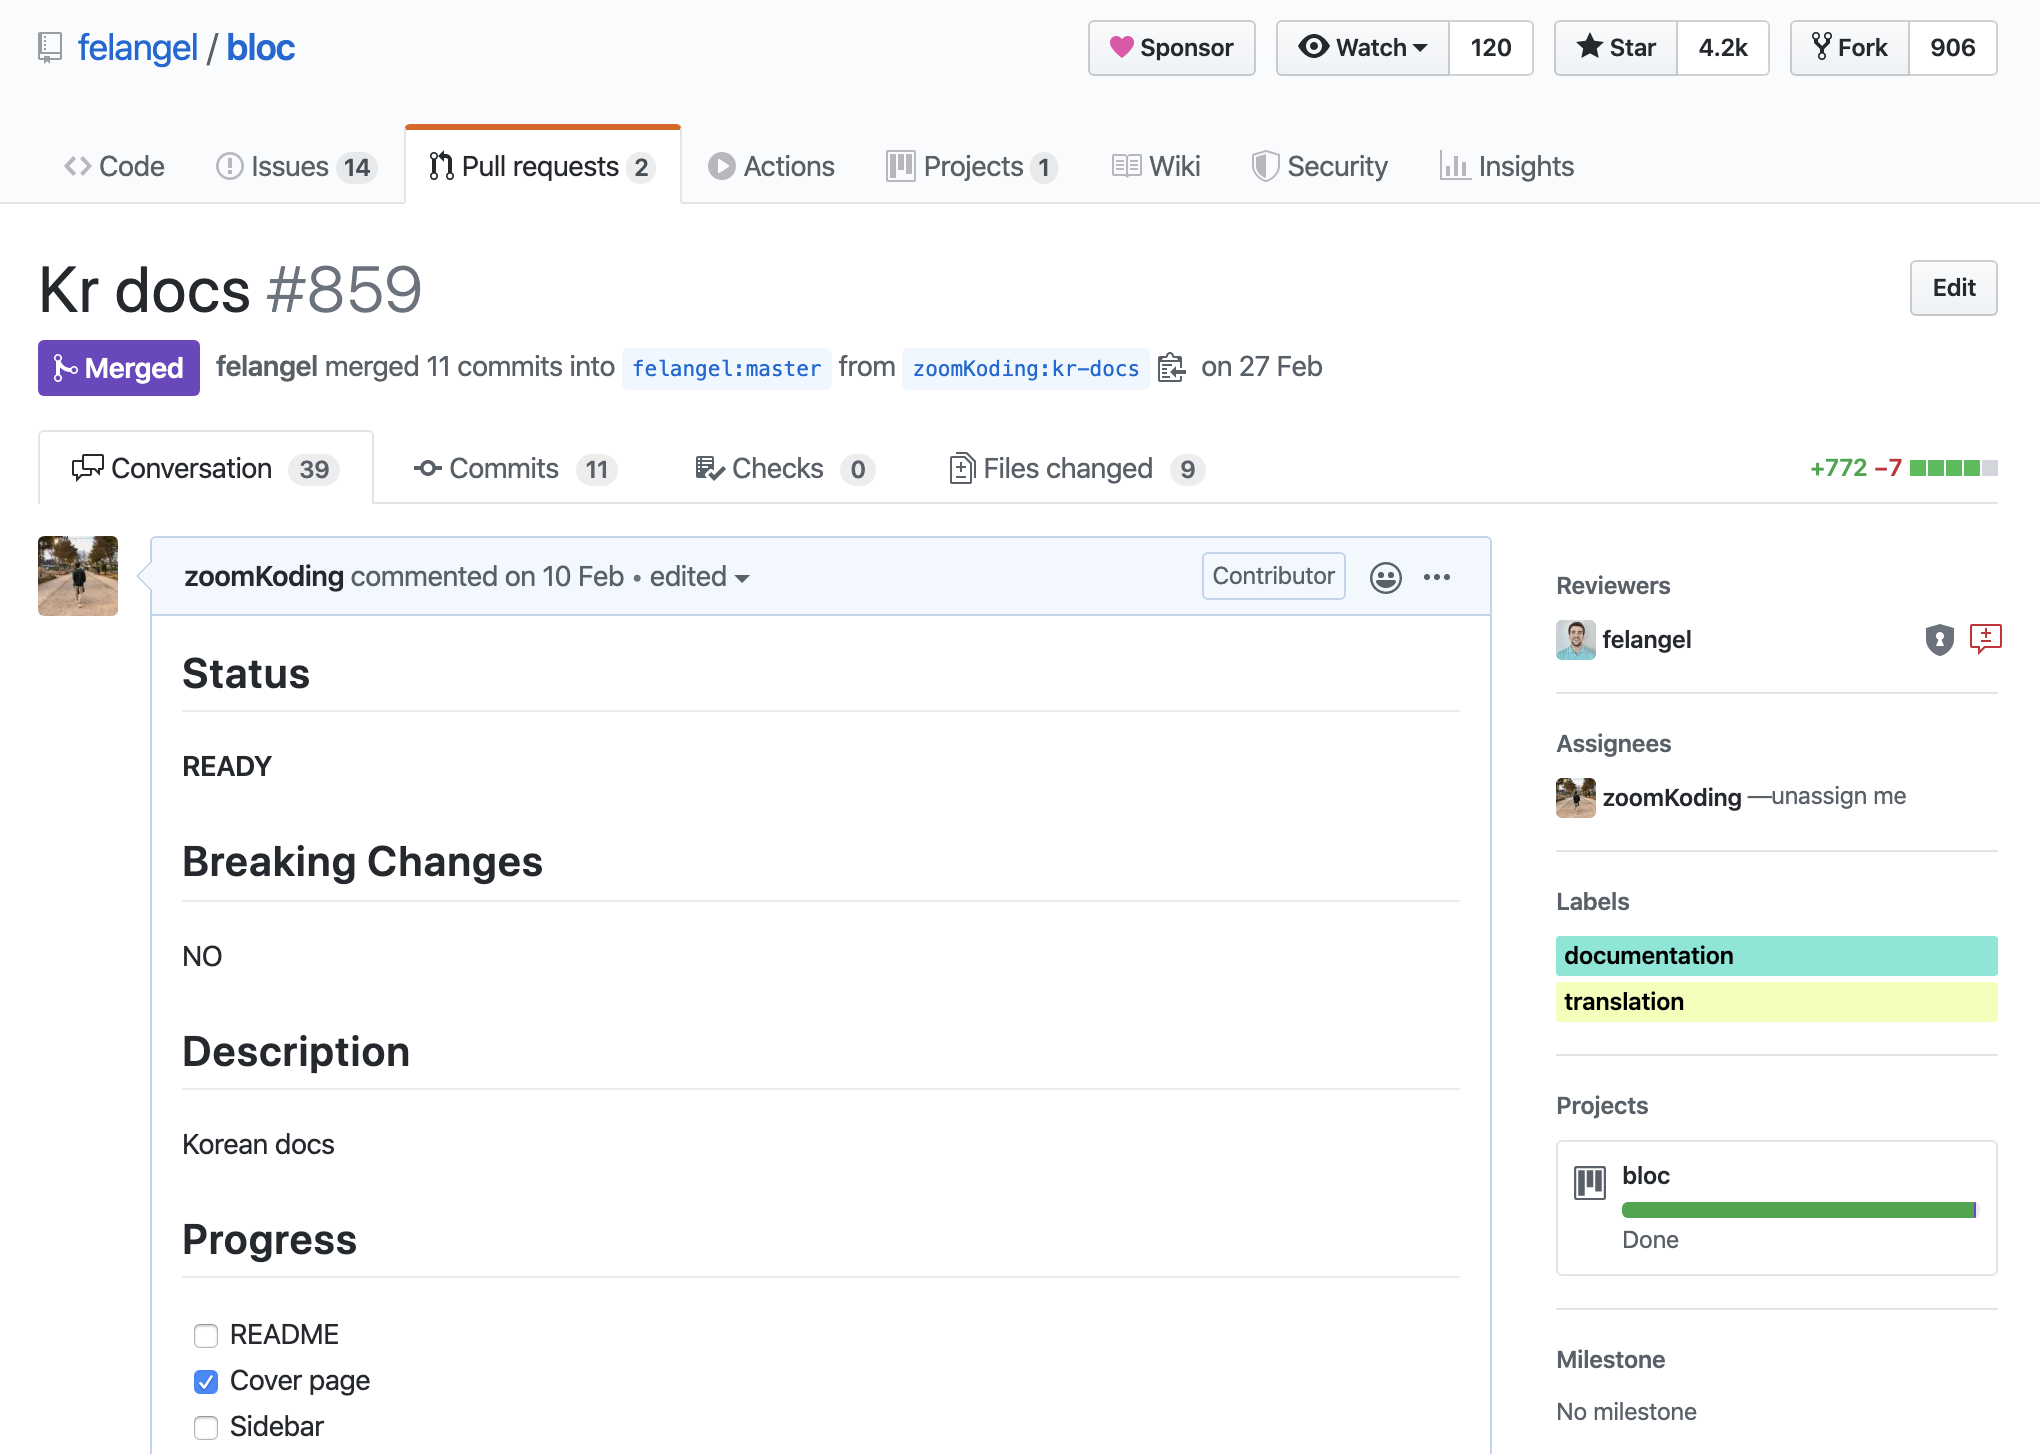 felangel / bloc
Sponsor
Watch 120
Star 4.2k
Fork 906
Code
Issues 14
Pull requests 2
Actions
Projects 1
Wiki
Security
Insights
Kr docs #859
Edit
Merged felangel merged 11 commits into felangel:master from zoomKoding:kr-docs on 27 Feb
Conversation 39
Commits 11
Checks 0
Files changed 9
+772 −7
zoomKoding commented on 10 Feb • edited
Contributor
Status
READY
Breaking Changes
NO
Description
Korean docs
Progress
README
Cover page
Sidebar
Reviewers
felangel
Assignees
zoomKoding —unassign me
Labels
documentation
translation
Projects
bloc
Done
Milestone
No milestone